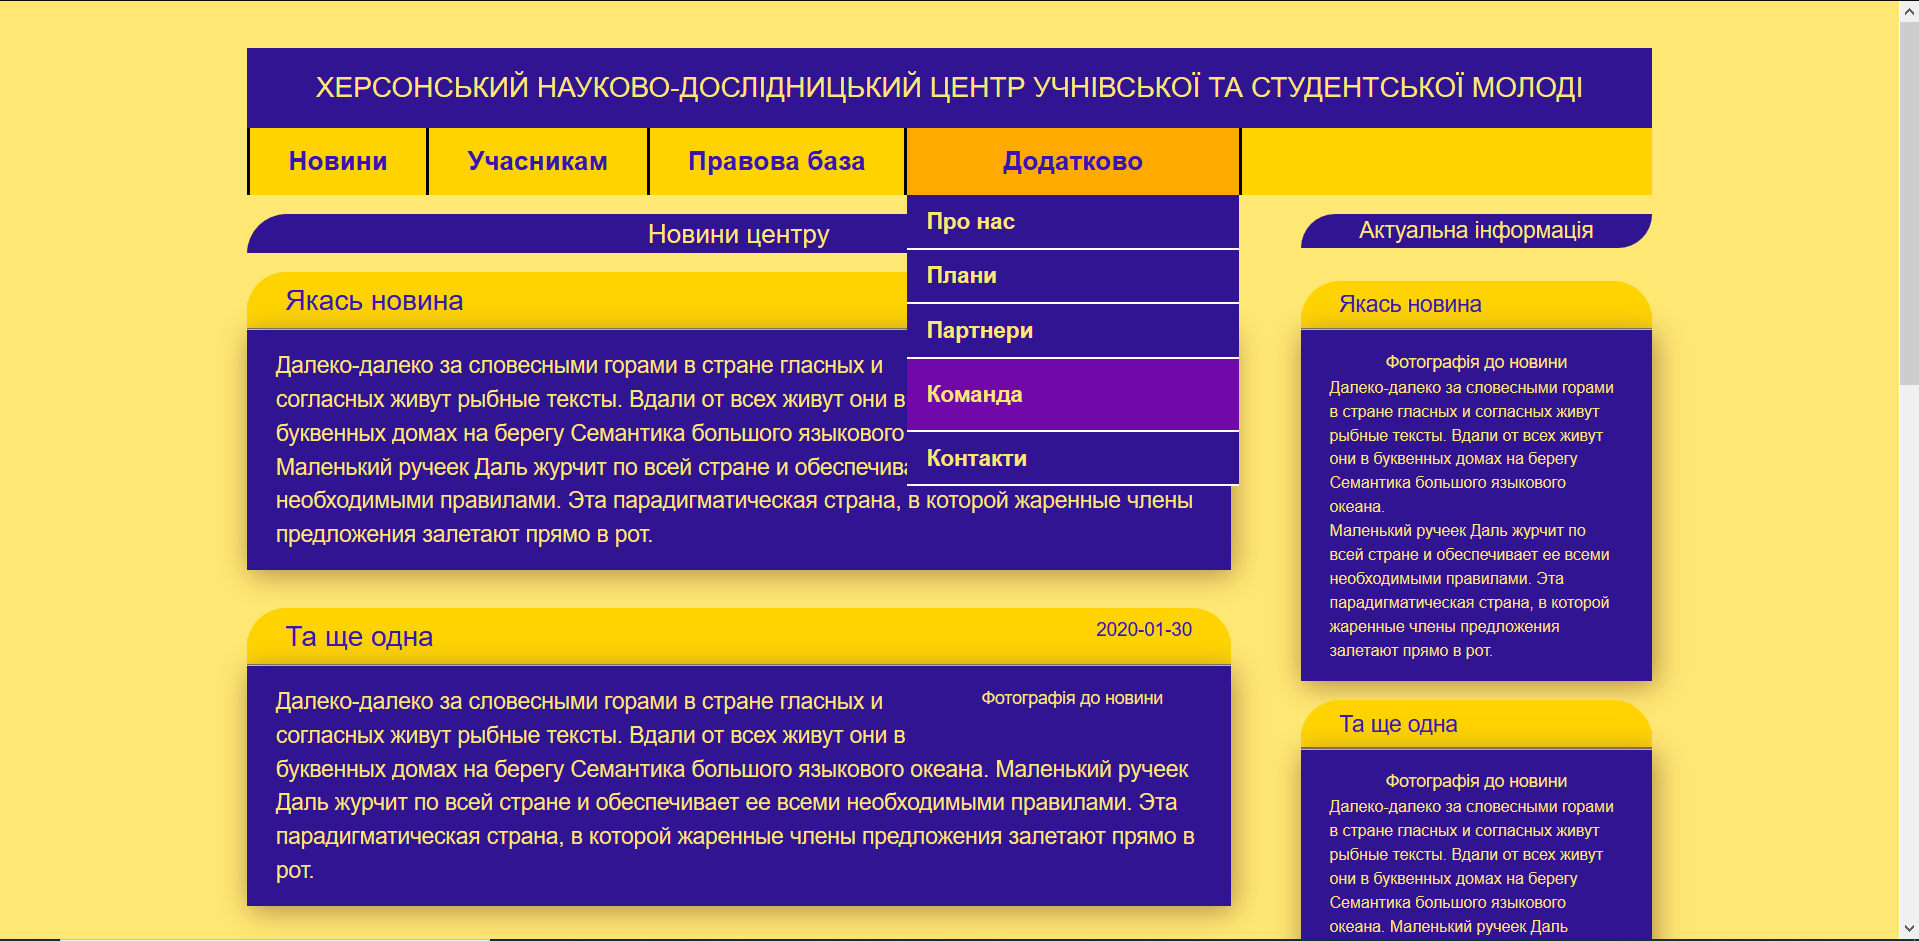 ХЕРСОНСЬКИЙ НАУКОВО-ДОСЛІДНИЦЬКИЙ ЦЕНТР УЧНІВСЬКОЇ ТА СТУДЕНТСЬКОЇ МОЛОДІ
Новини
Учасникам
Правова база
Додатково
Про нас
Плани
Партнери
Команда
Контакти
Новини центру
Якась новина
Далеко-далеко за словесными горами в стране гласных и
согласных живут рыбные тексты. Вдали от всех живут они в
буквенных домах на берегу Семантика большого языкового
Маленький ручеек Даль журчит по всей стране и
необходимыми правилами. Эта парадигматическая страна, в которой жаренные члены
предложения залетают прямо в рот.
Та ще одна
2020-01-30
Далеко-далеко за словесными горами в стране гласных и
Фотографія до новини
согласных живут рыбные тексты. Вдали от всех живут они в
буквенных домах на берегу Семантика большого языкового океана. Маленький ручеек
Даль журчит по всей стране и обеспечивает ее всеми необходимыми правилами. Эта
парадигматическая страна, в которой жаренные члены предложения залетают прямо в
рот.
Актуальна інформація
Якась новина
Фотографія до новини
Далеко-далеко за словесными горами
в стране гласных и согласных живут
рыбные тексты. Вдали от всех живут
они в буквенных домах на берегу
Семантика большого языкового
океана.
Маленький ручеек Даль журчит по
всей стране и обеспечивает ее всеми
необходимыми правилами. Эта
парадигматическая страна, в которой
жаренные члены предложения
залетают прямо в рот.
Та ще одна
Фотографія до новини
Далеко-далеко за словесными горами
в стране гласных и согласных живут
рыбные тексты. Вдали от всех живут
они в буквенных домах на берегу
Семантика большого языкового
океана. Маленький ручеек Даль